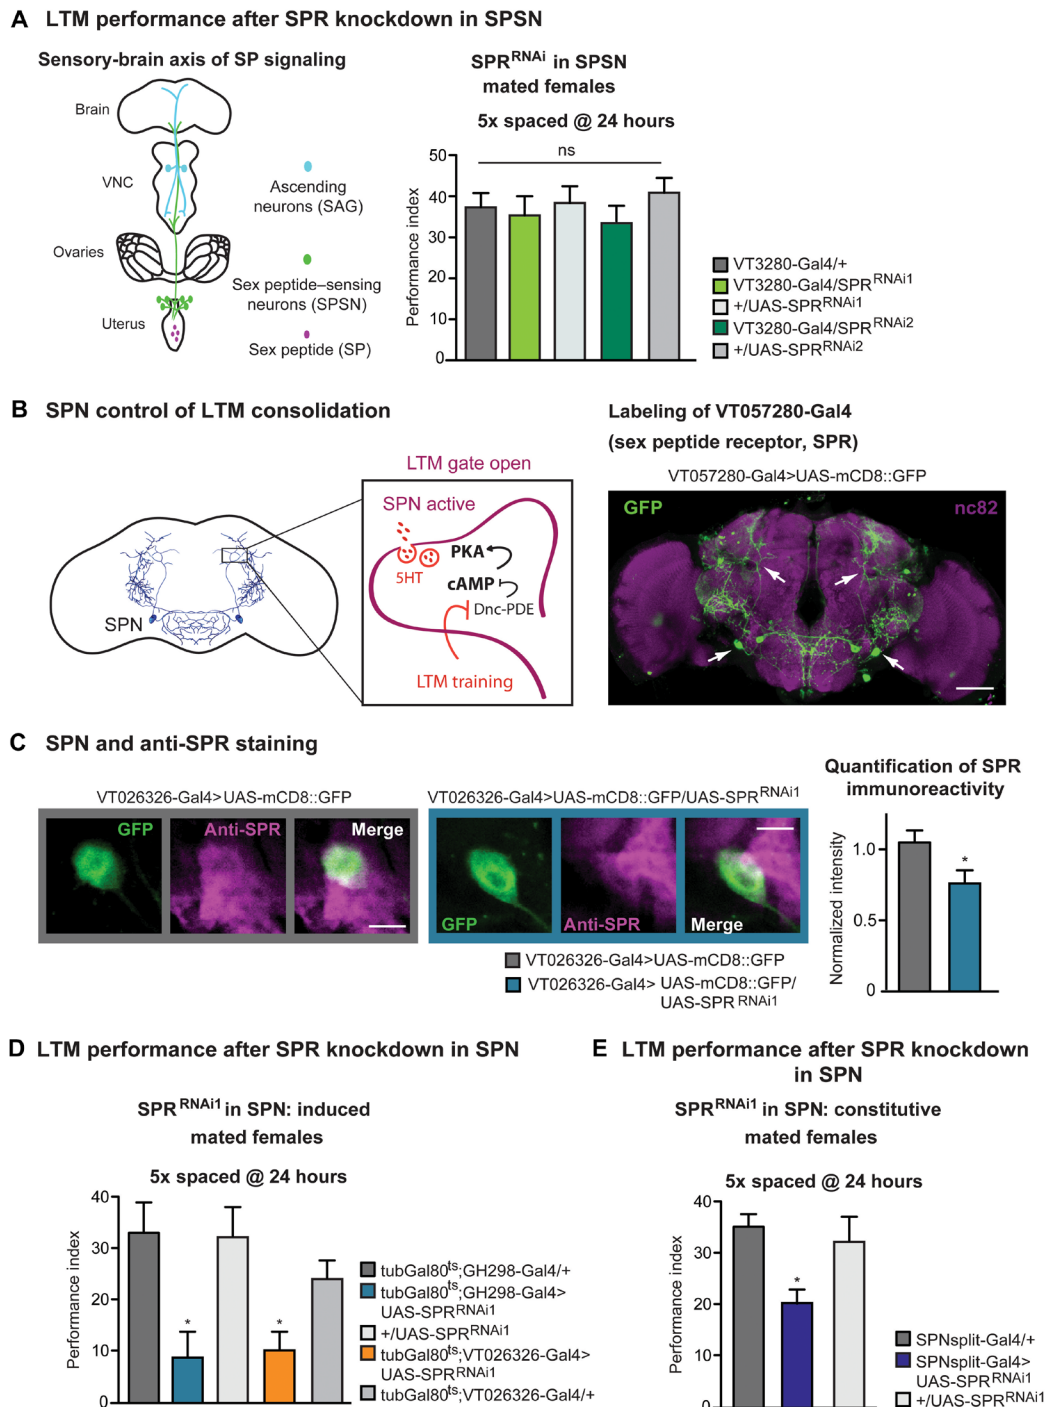 A LTM performance after SPR knockdown in SPSN
Sensory-brain axis of SP signaling
Brain
VNC
Ovaries
Uterus
Ascending
neurons (SAG)
Sex peptide–sensing
neurons (SPSN)
Sex peptide (SP)
SPR RNAi in SPSN
mated females
5x spaced @ 24 hours
ns
50
40
30
20
10
0
Performance index
VT3280-Gal4/+
VT3280-Gal4/SPR RNAi1
+/UAS-SPR RNAi1
VT3280-Gal4/SPR RNAi2
+/UAS-SPR RNAi2
B SPN control of LTM consolidation
SPN
LTM gate open
SPN active
5HT
PKA
cAMP
Dnc-PDE
LTM training
Labeling of VT057280-Gal4
(sex peptide receptor, SPR)
VT057280-Gal4>UAS-mCD8::GFP
GFP nc82
C SPN and anti-SPR staining
VT026326-Gal4>UAS-mCD8::GFP
GFP Anti-SPR Merge
VT026326-Gal4>UAS-mCD8::GFP/UAS-SPR RNAi1
GFP Anti-SPR Merge
VT026326-Gal4>UAS-mCD8::GFP
VT026326-Gal4> UAS-mCD8::GFP/
UAS-SPR RNAi1
Quantification of SPR
immunoreactivity
Normalized intensity
1.0
0.5
0
*
D LTM performance after SPR knockdown in SPN
SPR RNAi1 in SPN: induced
mated females
5x spaced @ 24 hours
40
30
20
10
0
Performance index
* *
tubGal80ts;GH298-Gal4/+
tubGal80ts;GH298-Gal4>
UAS-SPR RNAi1
+/UAS-SPR RNAi1
tubGal80ts;VT026326-Gal4>
UAS-SPR RNAi1
tubGal80ts;VT026326-Gal4/+
E LTM performance after SPR knockdown
in SPN
SPR RNAi1 in SPN: constitutive
mated females
5x spaced @ 24 hours
40
30
20
10
0
Performance index
*
SPNsplit-Gal4/+
SPNsplit-Gal4>
UAS-SPR RNAi1
+/UAS-SPR RNAi1